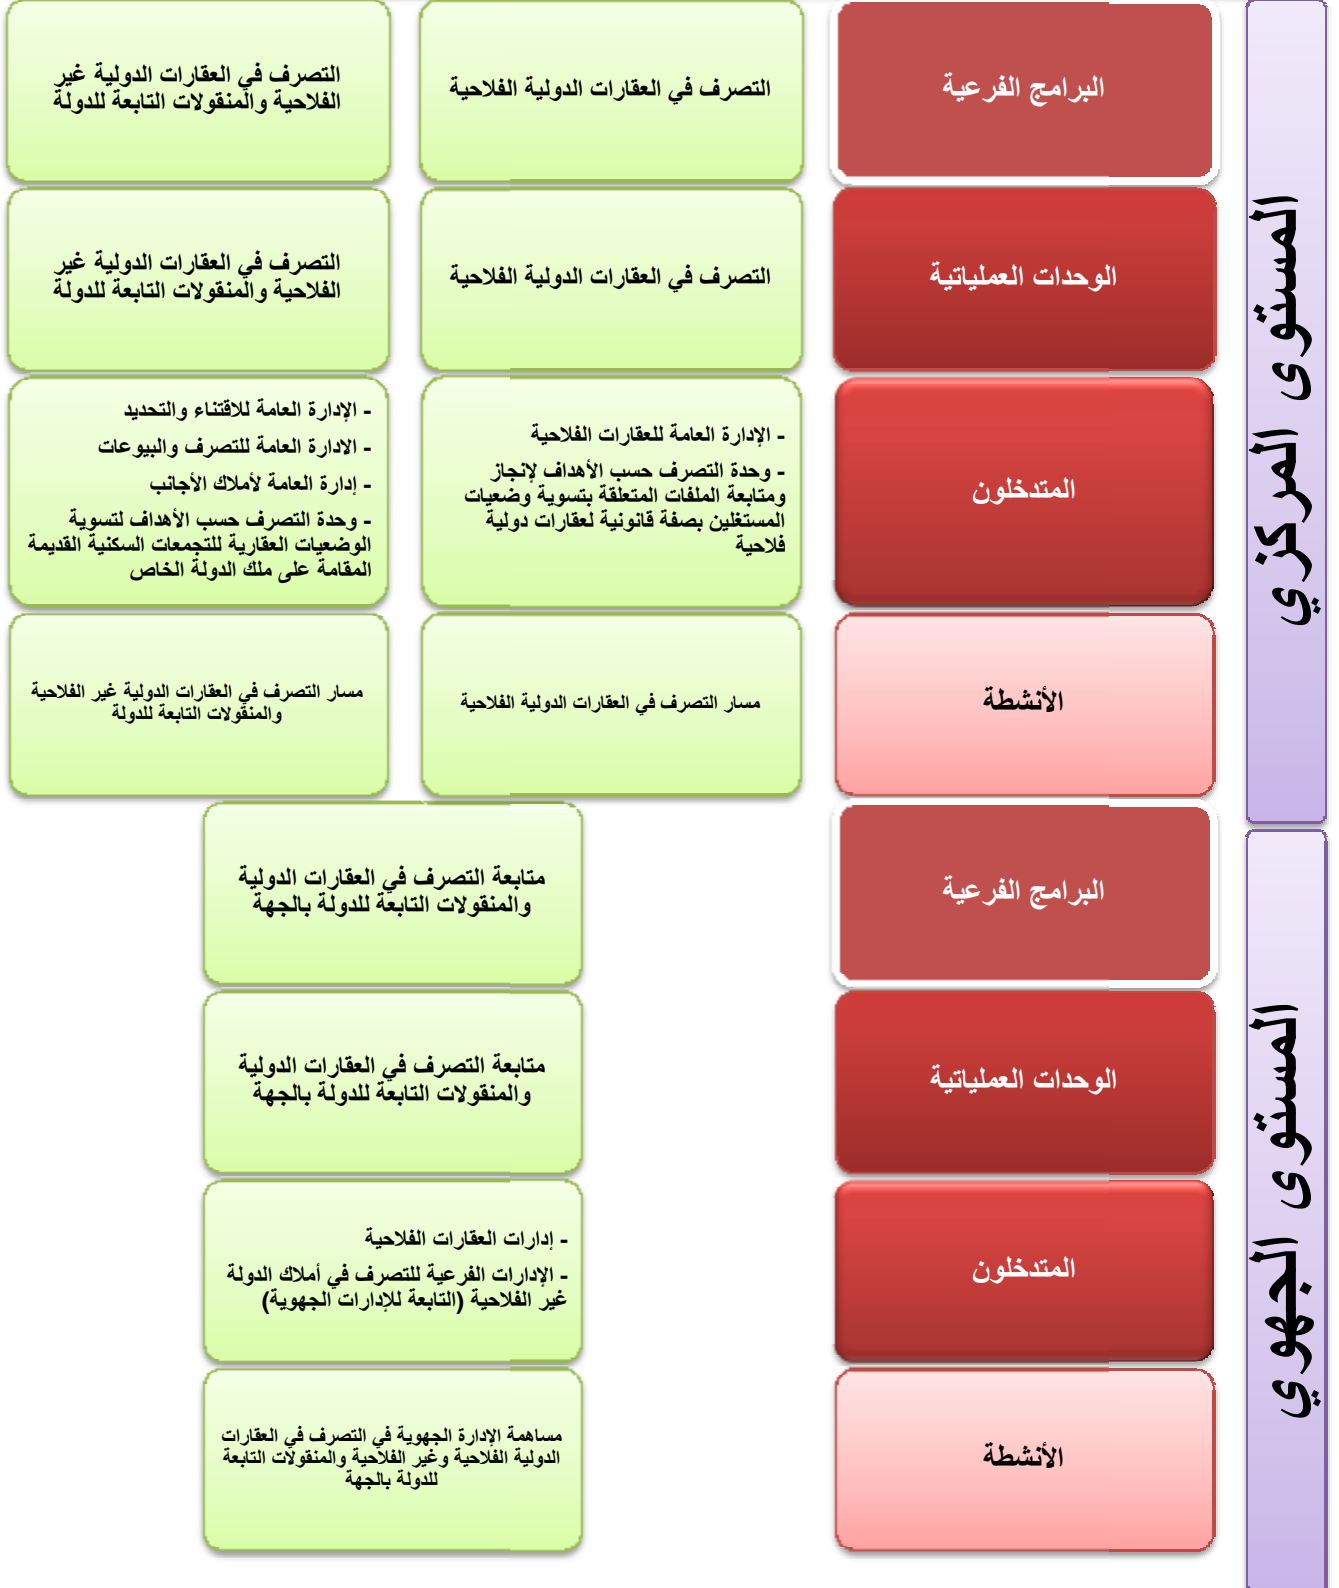 المستوى المركزي
البرامج الفرعية
التصرف في العقارات الدولية الفلاحية
التصرف في العقارات الدولية غير
الفلاحية والمنقولات التابعة للدولة
الوحدات العملياتية
التصرف في العقارات الدولية الفلاحية
التصرف في العقارات الدولية غير
الفلاحية والمنقولات التابعة للدولة
المتدخلون
- الإدارة العامة للعقارات الفلاحية
- وحدة التصرف حسب الأهداف لإنجاز
ومتابعة الملفات المتعلقة بتسوية وضعيات
المستغلين بصفة قانونية لعقارات دولية
فلاحية
- الإدارة العامة للاقتناء والتحديد
- الادارة العامة للتصرف والبيوعات
- إدارة العامة لأملاك الأجانب
- وحدة التصرف حسب الأهداف لتسوية
الوضعيات العقارية للتجمعات السكنية القديمة
المقامة على ملك الدولة الخاص
الأنشطة
مسار التصرف في العقارات الدولية الفلاحية
مسار التصرف في العقارات الدولية غير الفلاحية
والمنقولات التابعة للدولة
المستوى الجهوي
البرامج الفرعية
متابعة التصرف في العقارات الدولية
والمنقولات التابعة للدولة بالجهة
الوحدات العملياتية
متابعة التصرف في العقارات الدولية
والمنقولات التابعة للدولة بالجهة
المتدخلون
- إدارات العقارات الفلاحية
- الإدارات الفرعية للتصرف في أملاك الدولة
غير الفلاحية (التابعة للإدارات الجهوية)
الأنشطة
مساهمة الإدارة الجهوية في التصرف في العقارات
الدولية الفلاحية وغير الفلاحية والمنقولات التابعة
للدولة بالجهة